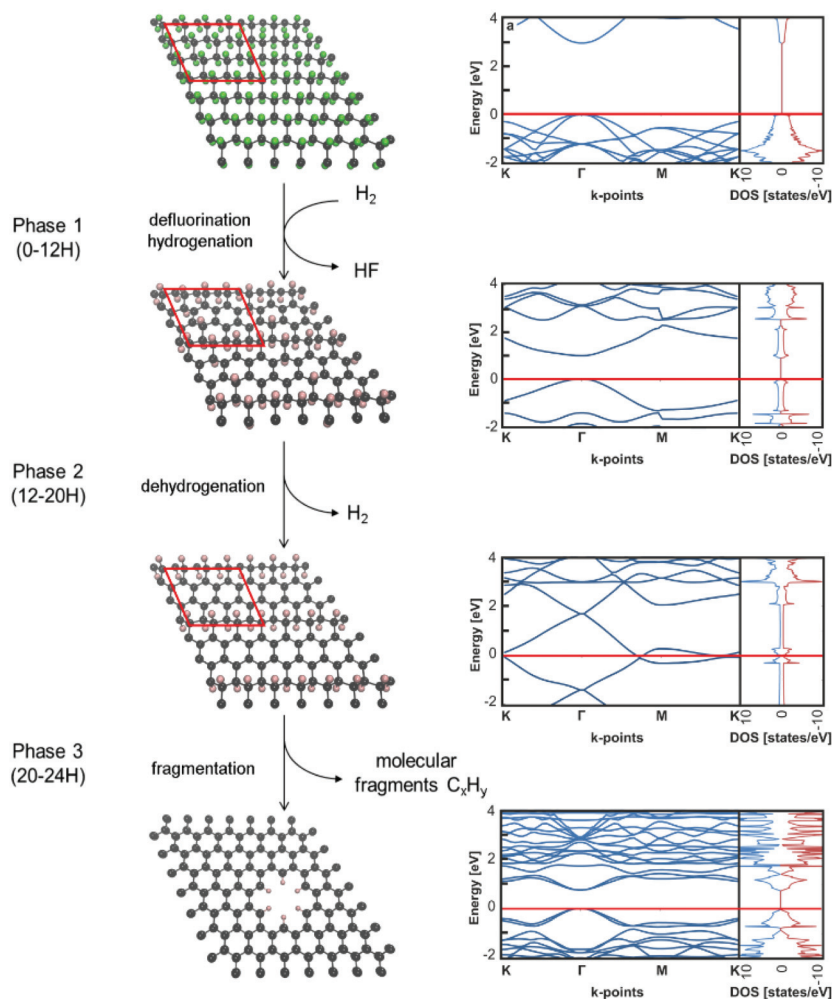 a
Energy [eV]
4
2
0
-2
K Γ M K
k-points
10 0 -10
DOS [states/eV]
Phase 1
(0-12H)
defluorination
hydrogenation
H2
HF
Energy [eV]
4
2
0
-2
K Γ M K
k-points
10 0 -10
DOS [states/eV]
Phase 2
(12-20H)
dehydrogenation
H2
Energy [eV]
4
2
0
-2
K Γ M K
k-points
10 0 -10
DOS [states/eV]
Phase 3
(20-24H)
fragmentation
molecular
fragments CxHy
Energy [eV]
4
2
0
-2
K Γ M K
k-points
10 0 -10
DOS [states/eV]